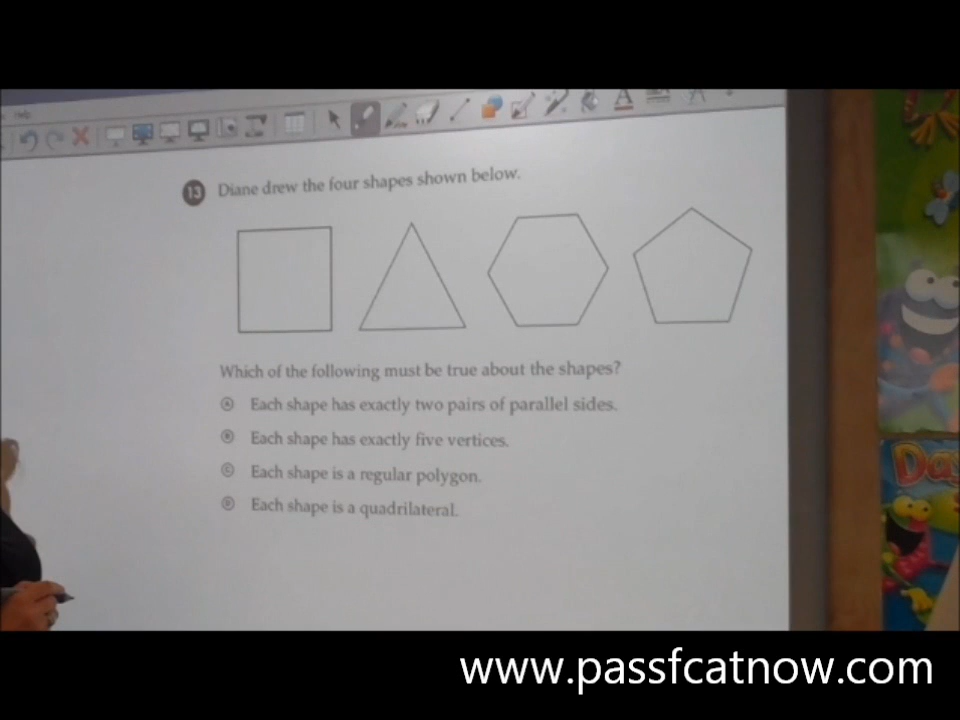 Help
13 Diane drew the four shapes shown below.
Which of the following must be true about the shapes?
A Each shape has exactly two pairs of parallel sides.
B Each shape has exactly five vertices.
C Each shape is a regular polygon.
D Each shape is a quadrilateral.
Da
www.passfcatnow.com